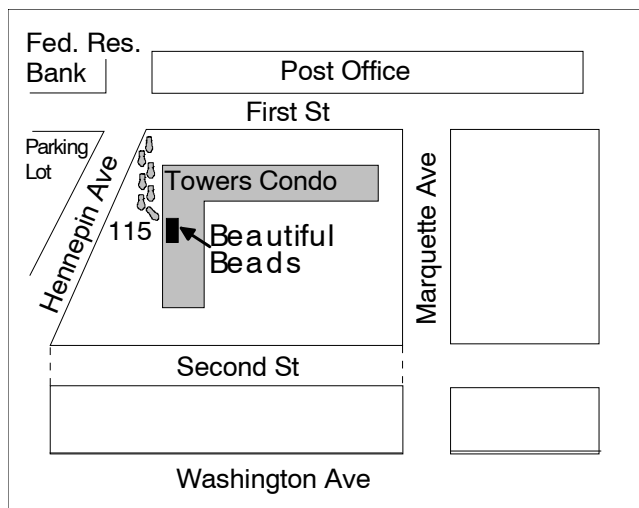 Fed. Res.
Bank
Post Office
First St
Parking
Lot
Hennepin Ave
Towers Condo
115
Beautiful
Beads
Marquette Ave
Second St
Washington Ave